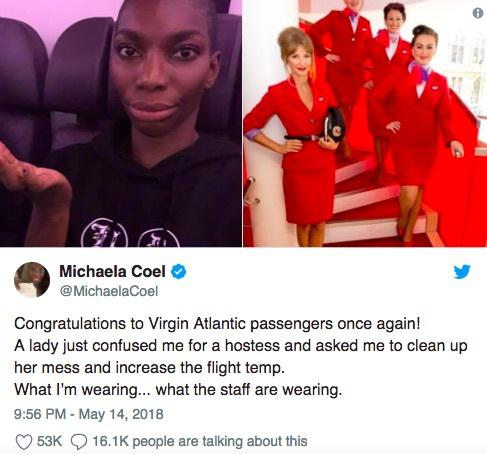 Michaela Coel
@MichaelaCoel
Congratulations to Virgin Atlantic passengers once again!
A lady just confused me for a hostess and asked me to clean up
her mess and increase the flight temp.
What I'm wearing... what the staff are wearing.
9:56 PM - May 14, 2018
53K 16.1K people are talking about this